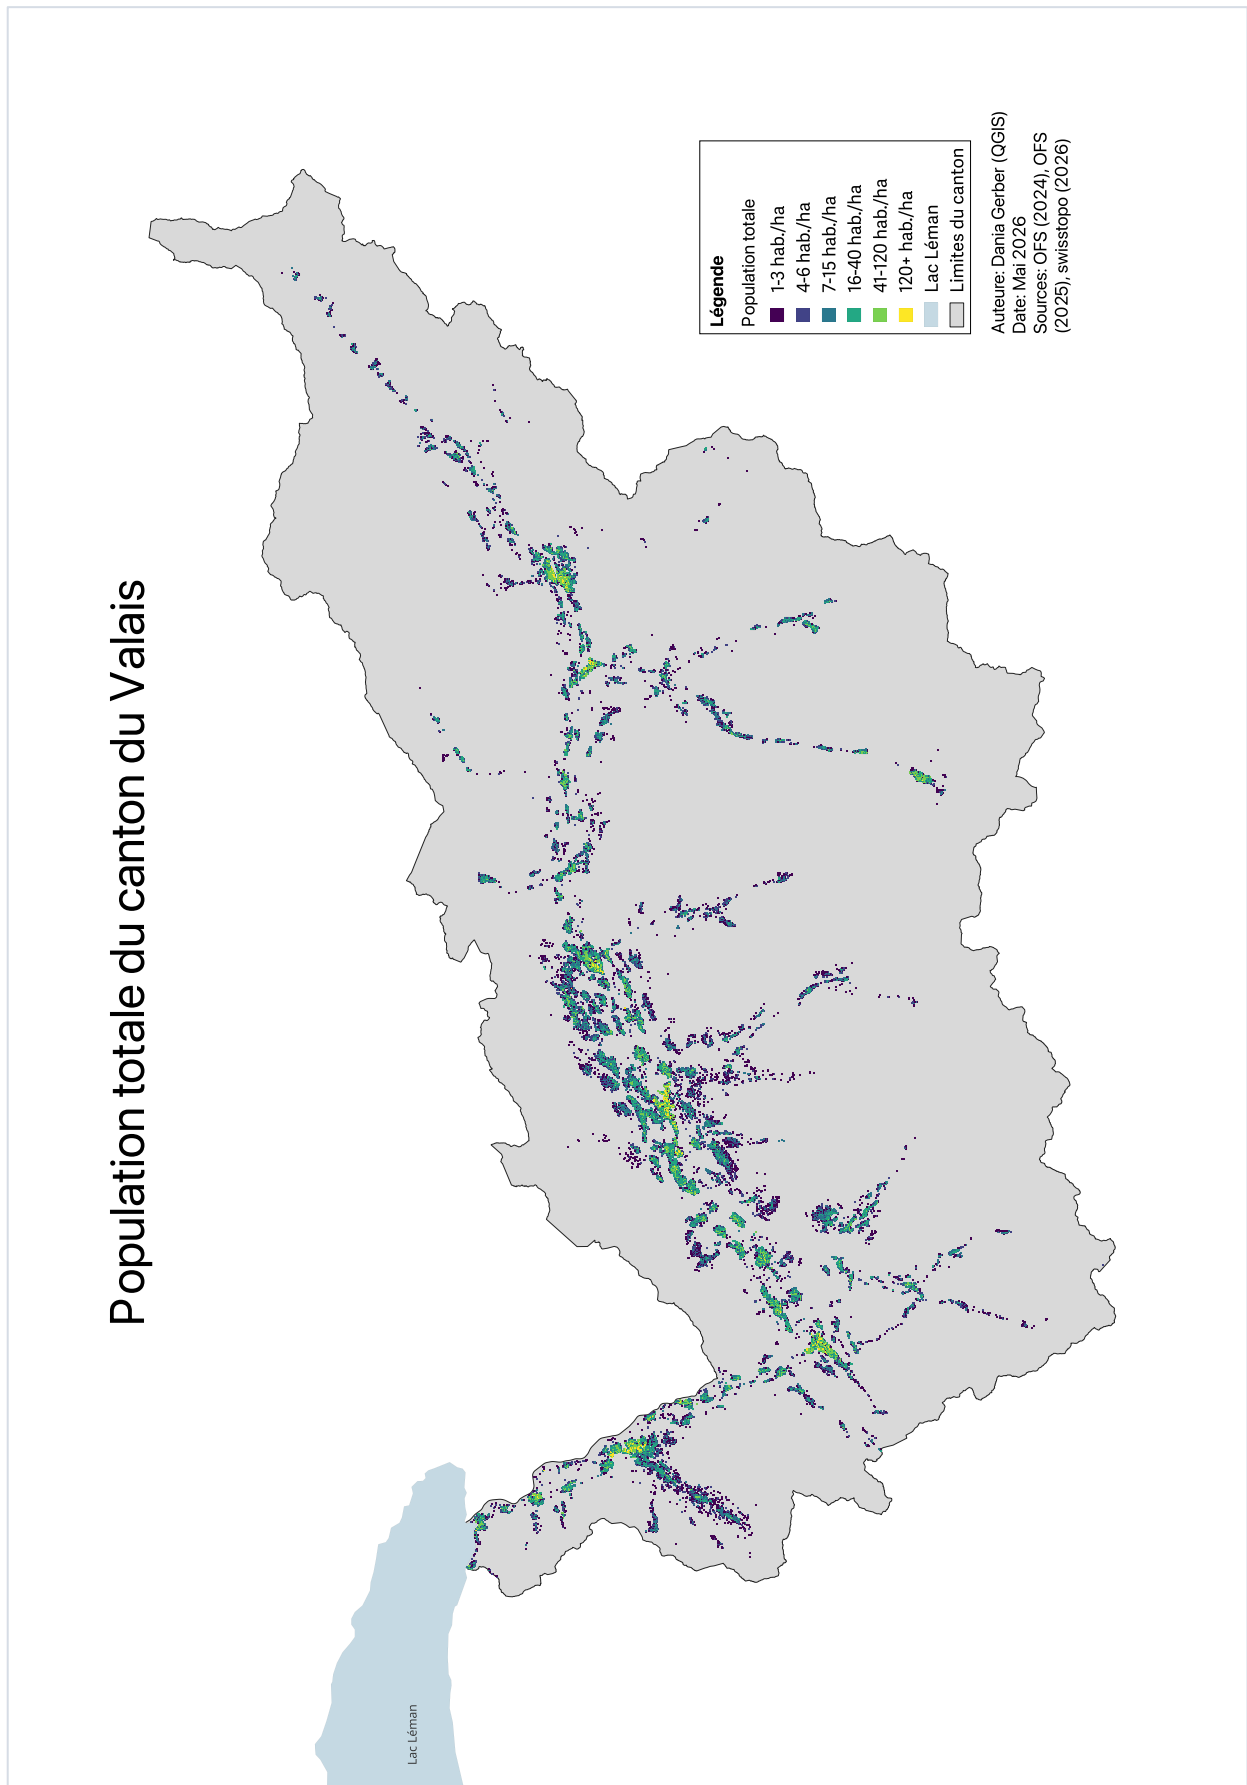 Population totale du canton du Valais
Légende
Population totale
1-3 hab./ha
4-6 hab./ha
7-15 hab./ha
16-40 hab./ha
41-120 hab./ha
120+ hab./ha
Lac Léman
Limites du canton
Auteure: Dania Gerber (QGIS)
Date: Mai 2026
Sources: OFS (2024), OFS
(2025), swisstopo (2026)
Lac Léman